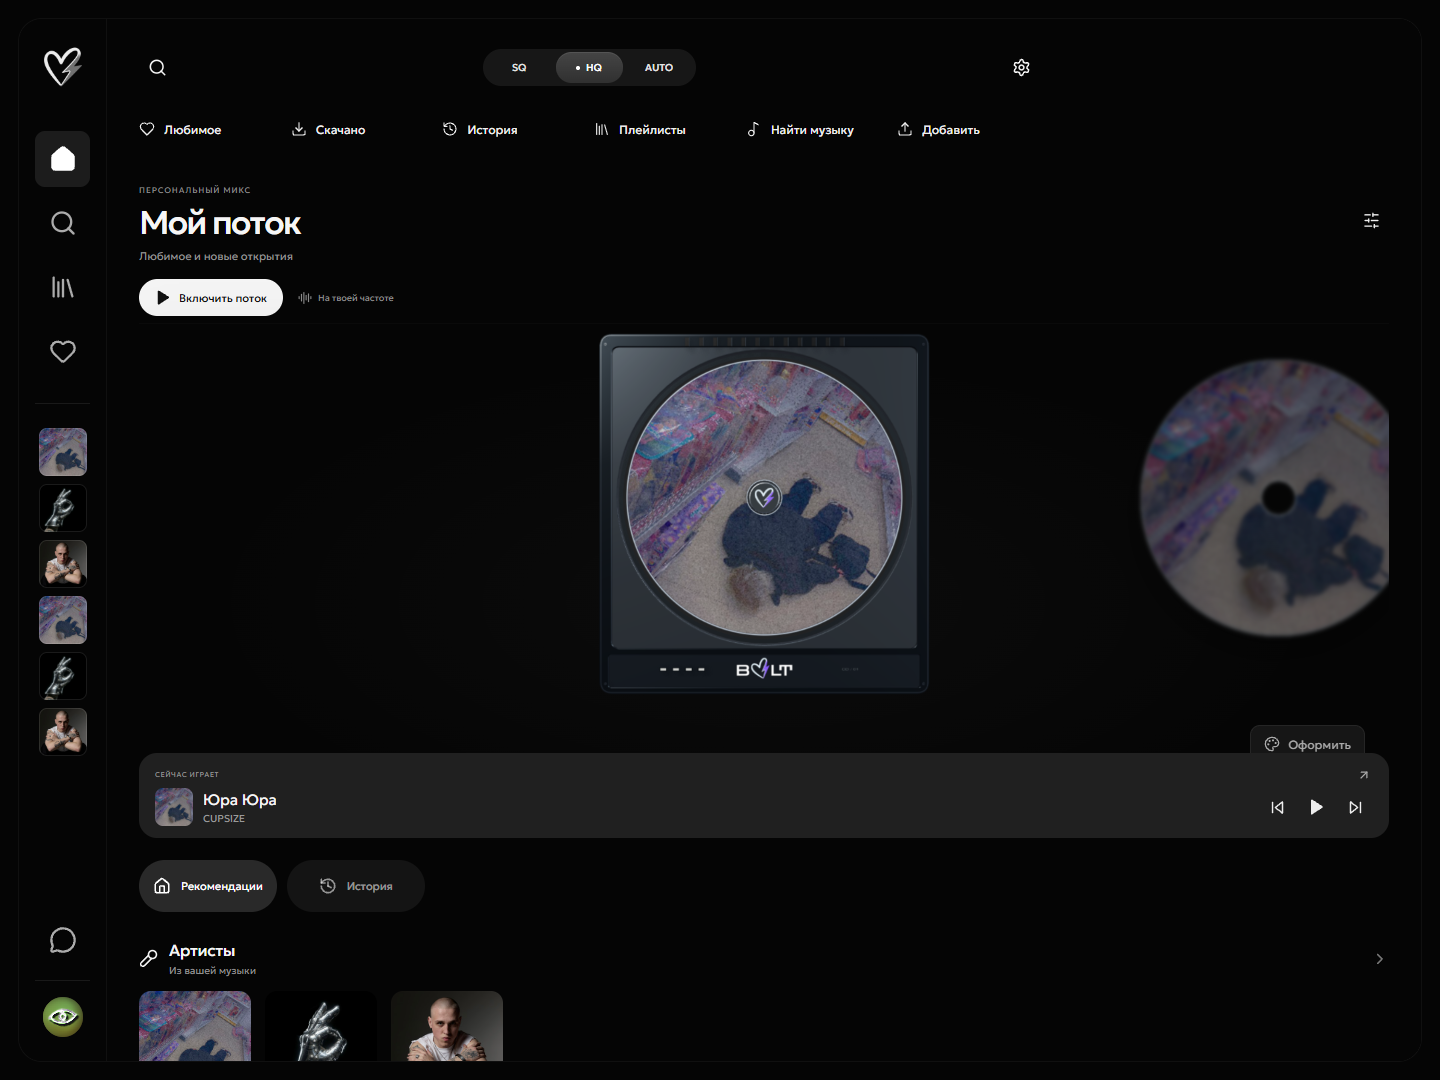 SQ
HQ
AUTO
Любимое
Скачано
История
Плейлисты
Найти музыку
Добавить
ПЕРСОНАЛЬНЫЙ МИКС
Мой поток
Любимое и новые открытия
Включить поток
На твоей частоте
BOLT
Оформить
СЕЙЧАС ИГРАЕТ
Юра Юра
CUPSIZE
Рекомендации
История
Артисты
Из вашей музыки